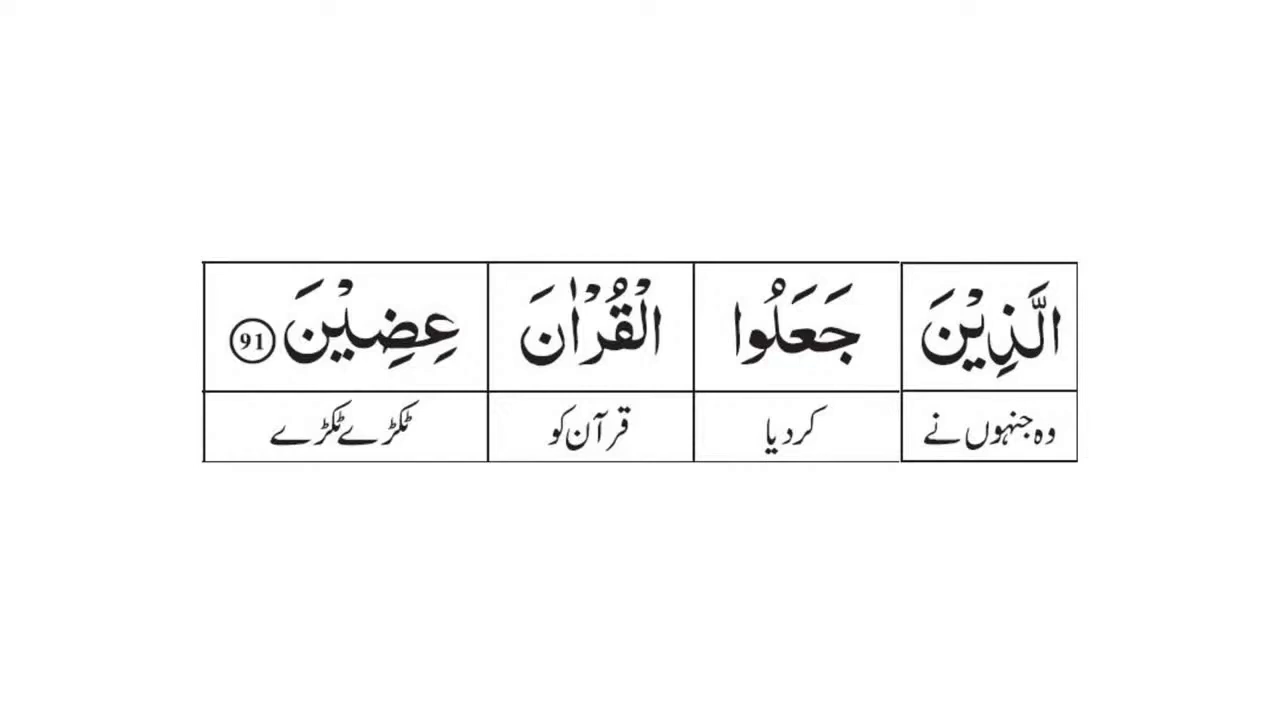 الَّذِيْنَ جَعَلُوا الْقُرْاٰنَ عِضِيْنَ 91
وہ جنہوں نے کردیا قرآن کو ٹکڑے ٹکڑے